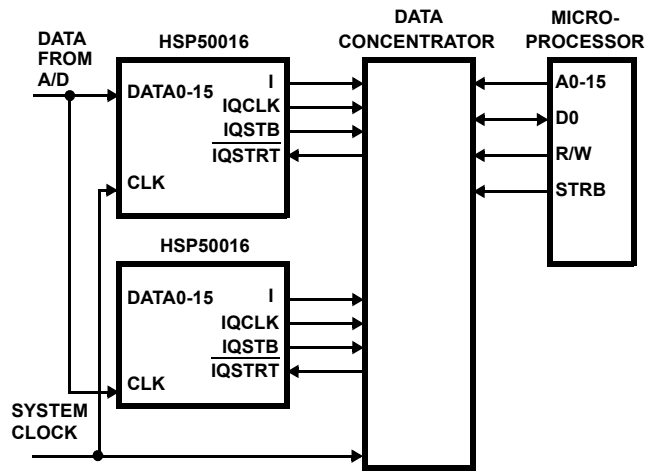 DATA
FROM
A/D
HSP50016
DATA0-15
I
IQCLK
IQSTB
IQSTRT
CLK
HSP50016
DATA0-15
I
IQCLK
IQSTB
IQSTRT
CLK
SYSTEM
CLOCK
DATA
CONCENTRATOR
MICRO-
PROCESSOR
A0-15
D0
R/W
STRB